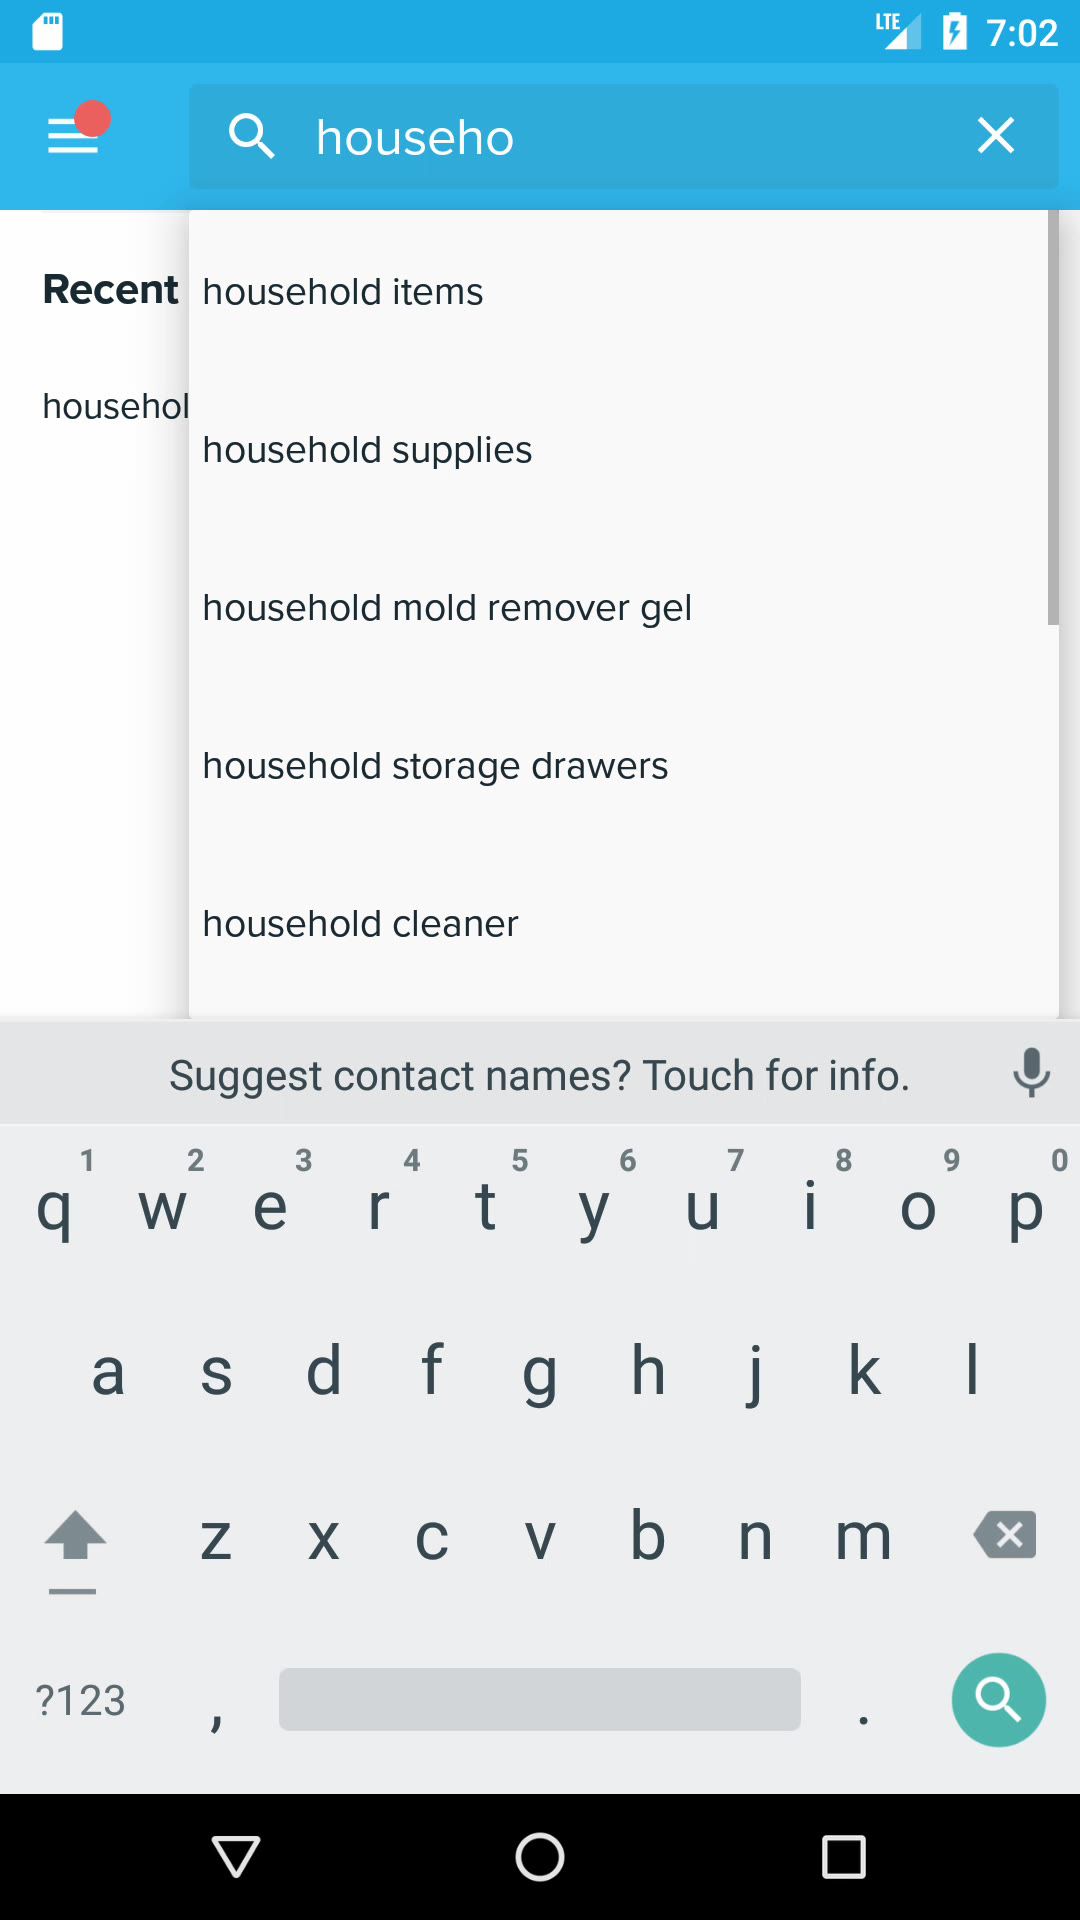 LTE 7:02
househo
Recent
househol
household items
household supplies
household mold remover gel
household storage drawers
household cleaner
Suggest contact names? Touch for info.
1 2 3 4 5 6 7 8 9 0
q w e r t y u i o p
a s d f g h j k l
z x c v b n m
?123 , .